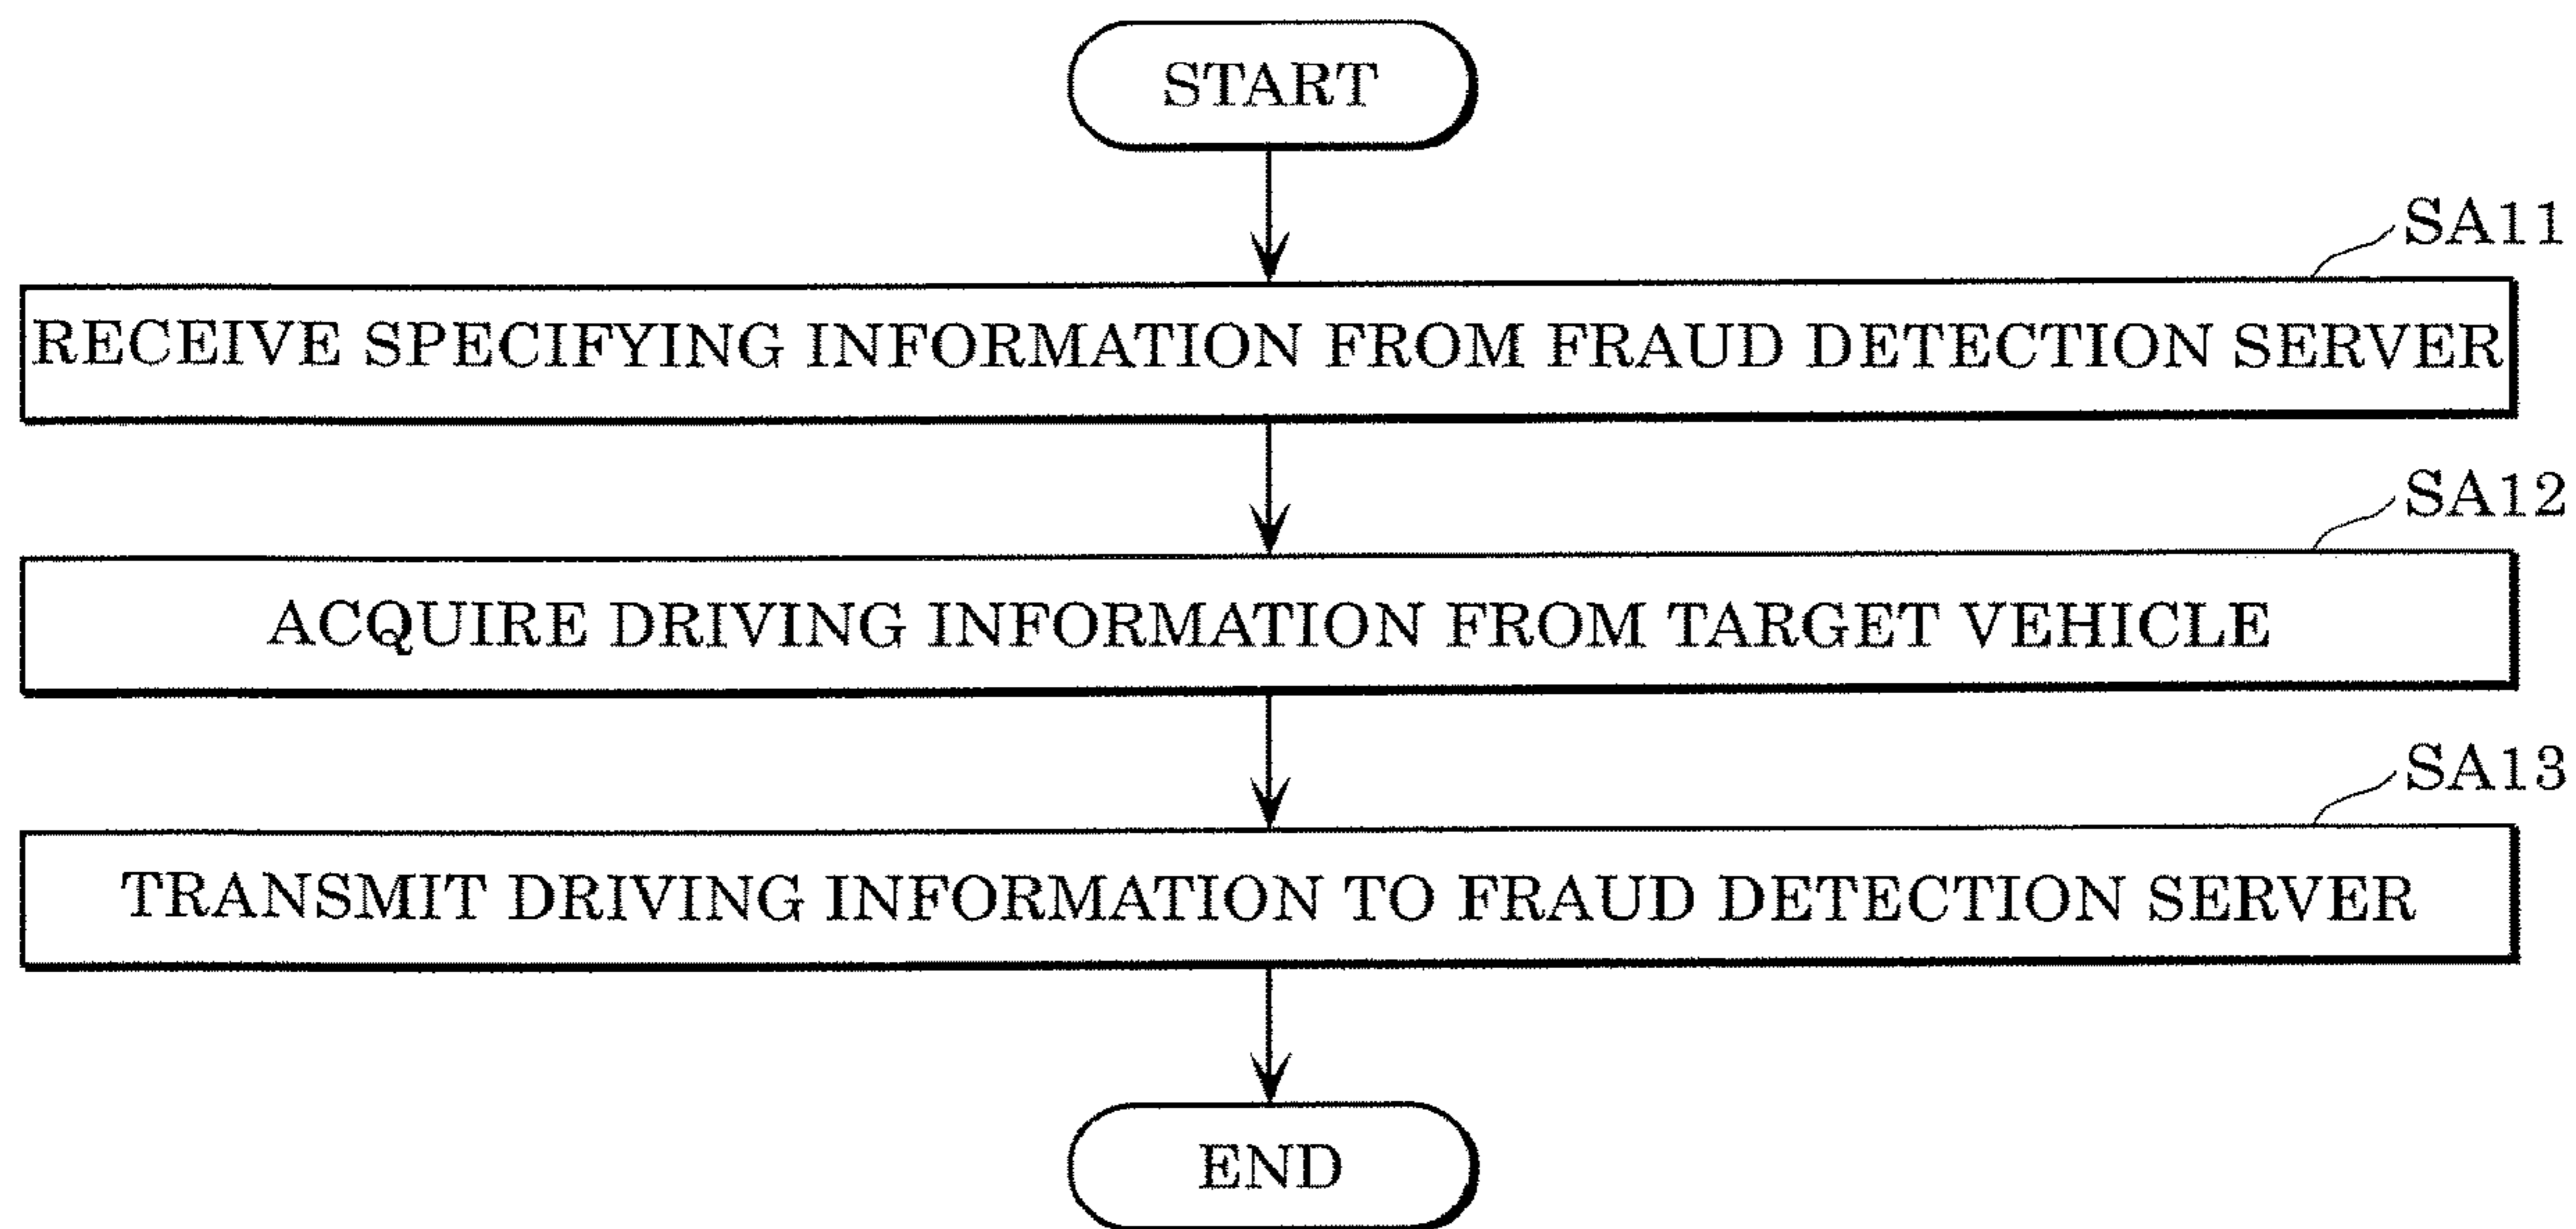 START
SA11
RECEIVE SPECIFYING INFORMATION FROM FRAUD DETECTION SERVER
SA12
ACQUIRE DRIVING INFORMATION FROM TARGET VEHICLE
SA13
TRANSMIT DRIVING INFORMATION TO FRAUD DETECTION SERVER
END